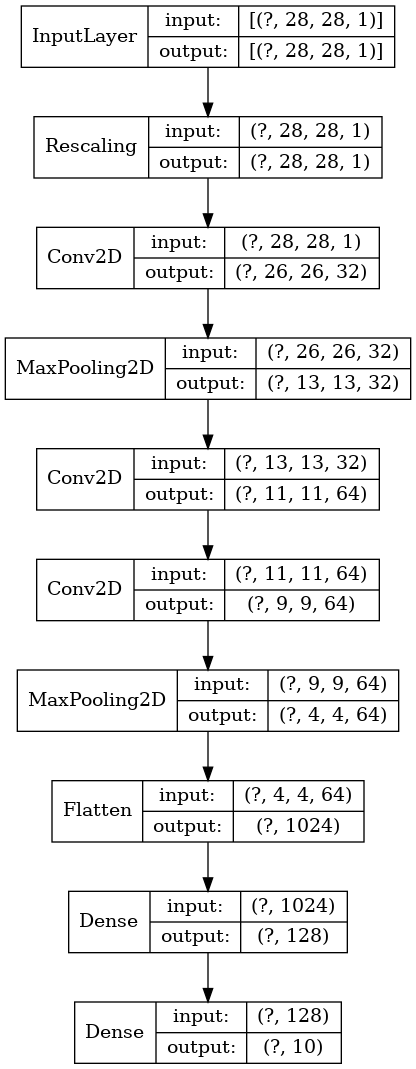 InputLayer
input: [(?, 28, 28, 1)]
output: [(?, 28, 28, 1)]
Rescaling
input: (?, 28, 28, 1)
output: (?, 28, 28, 1)
Conv2D
input: (?, 28, 28, 1)
output: (?, 26, 26, 32)
MaxPooling2D
input: (?, 26, 26, 32)
output: (?, 13, 13, 32)
Conv2D
input: (?, 13, 13, 32)
output: (?, 11, 11, 64)
Conv2D
input: (?, 11, 11, 64)
output: (?, 9, 9, 64)
MaxPooling2D
input: (?, 9, 9, 64)
output: (?, 4, 4, 64)
Flatten
input: (?, 4, 4, 64)
output: (?, 1024)
Dense
input: (?, 1024)
output: (?, 128)
Dense
input: (?, 128)
output: (?, 10)